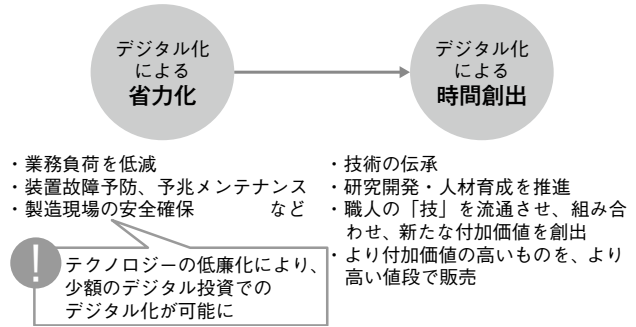 デジタル化
による
省力化
デジタル化
による
時間創出
・業務負荷を低減
・装置故障予防、予兆メンテナンス
・製造現場の安全確保 など
!
テクノロジーの低廉化により、
少額のデジタル投資での
デジタル化が可能に
・技術の伝承
・研究開発・人材育成を推進
・職人の「技」を流通させ、組み合
わせ、新たな付加価値を創出
・より付加価値の高いものを、より
高い値段で販売